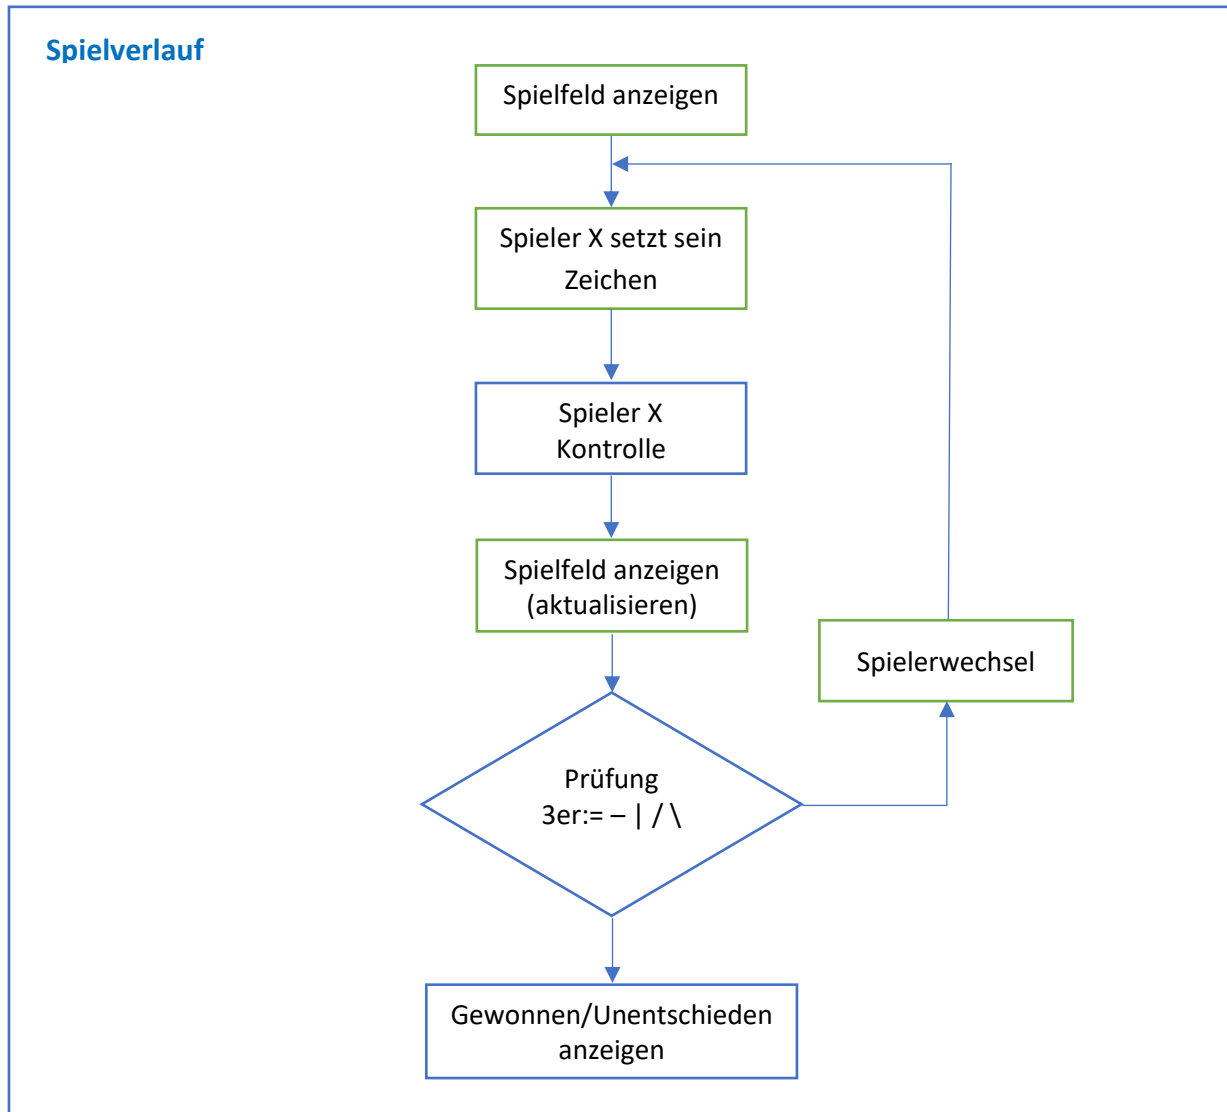 Spielverlauf
Spielfeld anzeigen
Spieler X setzt sein
Zeichen
Spieler X
Kontrolle
Spielfeld anzeigen
(aktualisieren)
Spielerwechsel
Prüfung
3er:= – | / \
Gewonnen/Unentschieden
anzeigen